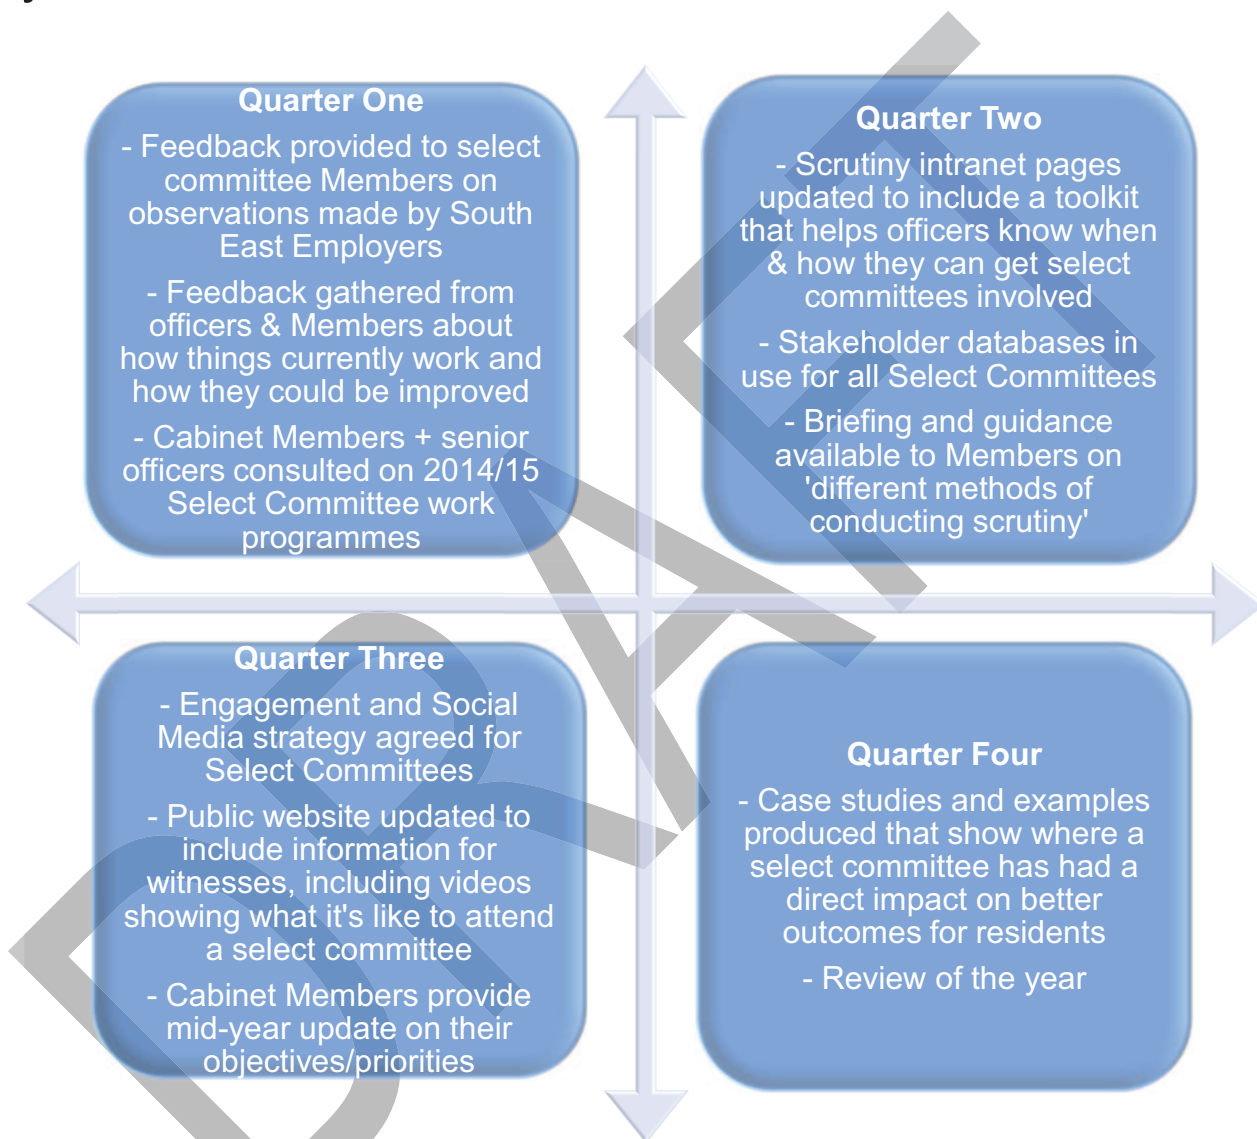 Quarter One
- Feedback provided to select
committee Members on
observations made by South
East Employers
- Feedback gathered from
officers & Members about
how things currently work and
how they could be improved
- Cabinet Members + senior
officers consulted on 2014/15
Select Committee work
programmes
Quarter Two
- Scrutiny intranet pages
updated to include a toolkit
that helps officers know when
& how they can get select
committees involved
- Stakeholder databases in
use for all Select Committees
- Briefing and guidance
available to Members on
'different methods of
conducting scrutiny'
Quarter Three
- Engagement and Social
Media strategy agreed for
Select Committees
- Public website updated to
include information for
witnesses, including videos
showing what it's like to attend
a select committee
- Cabinet Members provide
mid-year update on their
objectives/priorities
Quarter Four
- Case studies and examples
produced that show where a
select committee has had a
direct impact on better
outcomes for residents
- Review of the year
DRAFT